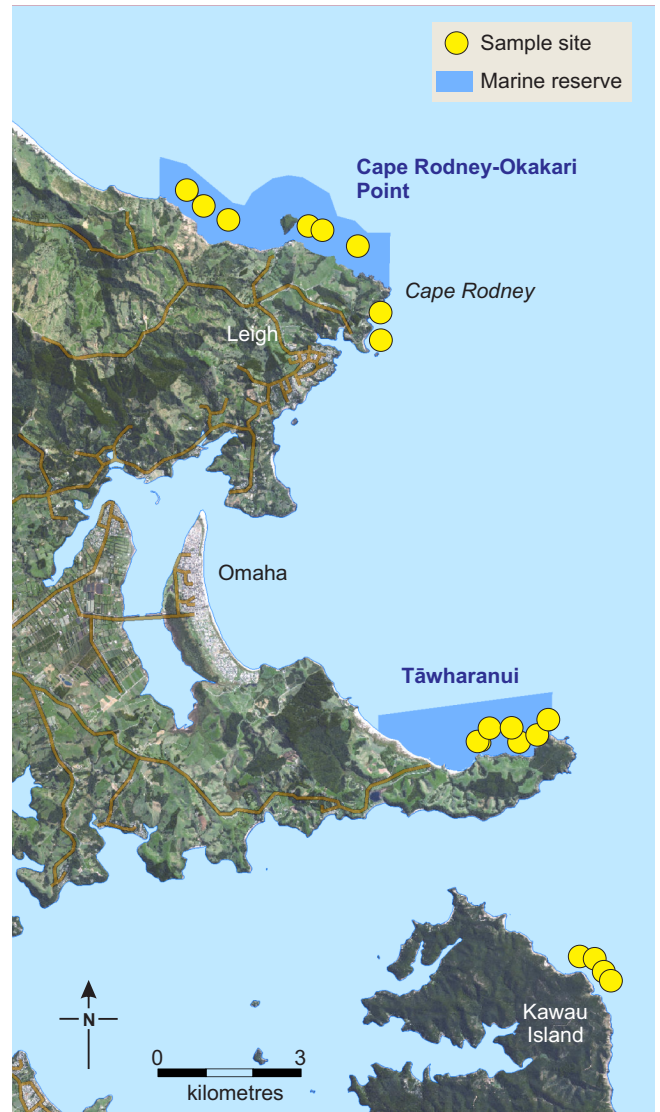 Sample site
Marine reserve
Cape Rodney-Okakari
Point
Cape Rodney
Leigh
Omaha
Tāwharanui
Kawau
Island
N
0 3
kilometres